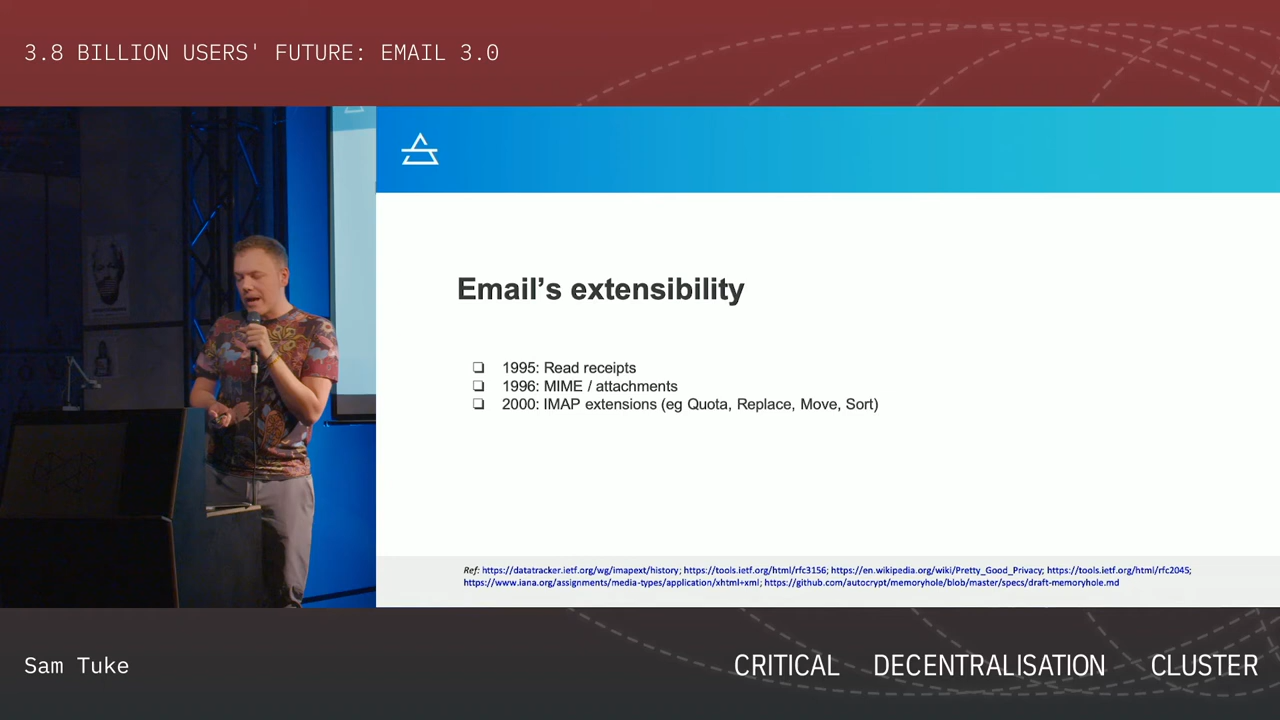 3.8 BILLION USERS' FUTURE: EMAIL 3.0
Email's extensibility
❏ 1995: Read receipts
❏ 1996: MIME / attachments
❏ 2000: IMAP extensions (eg Quota, Replace, Move, Sort)
Ref: https://datatracker.ietf.org/wg/imapext/history; https://tools.ietf.org/html/rfc3156; https://en.wikipedia.org/wiki/Pretty_Good_Privacy; https://tools.ietf.org/html/rfc2045;
https://www.iana.org/assignments/media-types/application/xhtml+xml; https://github.com/autocrypt/memoryhole/blob/master/specs/draft-memoryhole.md
Sam Tuke
CRITICAL DECENTRALISATION CLUSTER